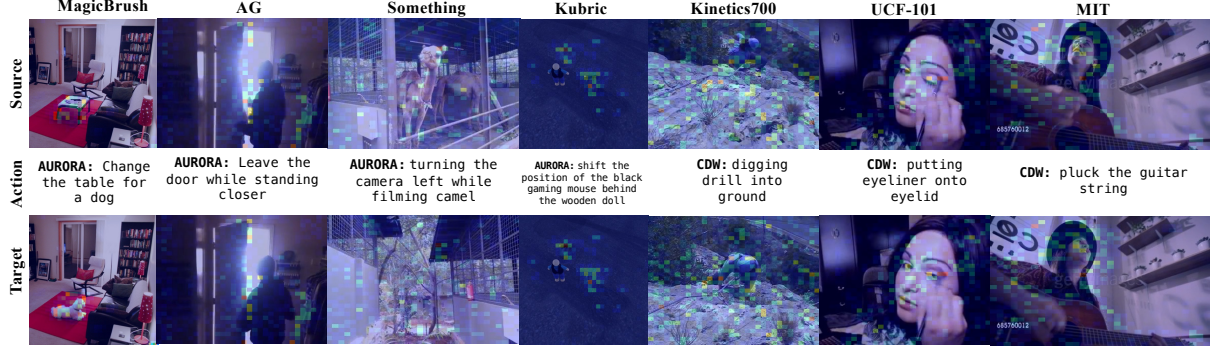 MagicBrush AG Something Kubric Kinetics700 UCF-101 MIT
Source
685760012
Action
AURORA: Change
the table for
a dog
AURORA: Leave the
door while standing
closer
AURORA: turning the
camera left while
filming camel
AURORA: shift the
position of the black
gaming mouse behind
the wooden doll
CDW: digging
drill into
ground
CDW: putting
eyeliner onto
eyelid
CDW: pluck the guitar
string
Target
685760012